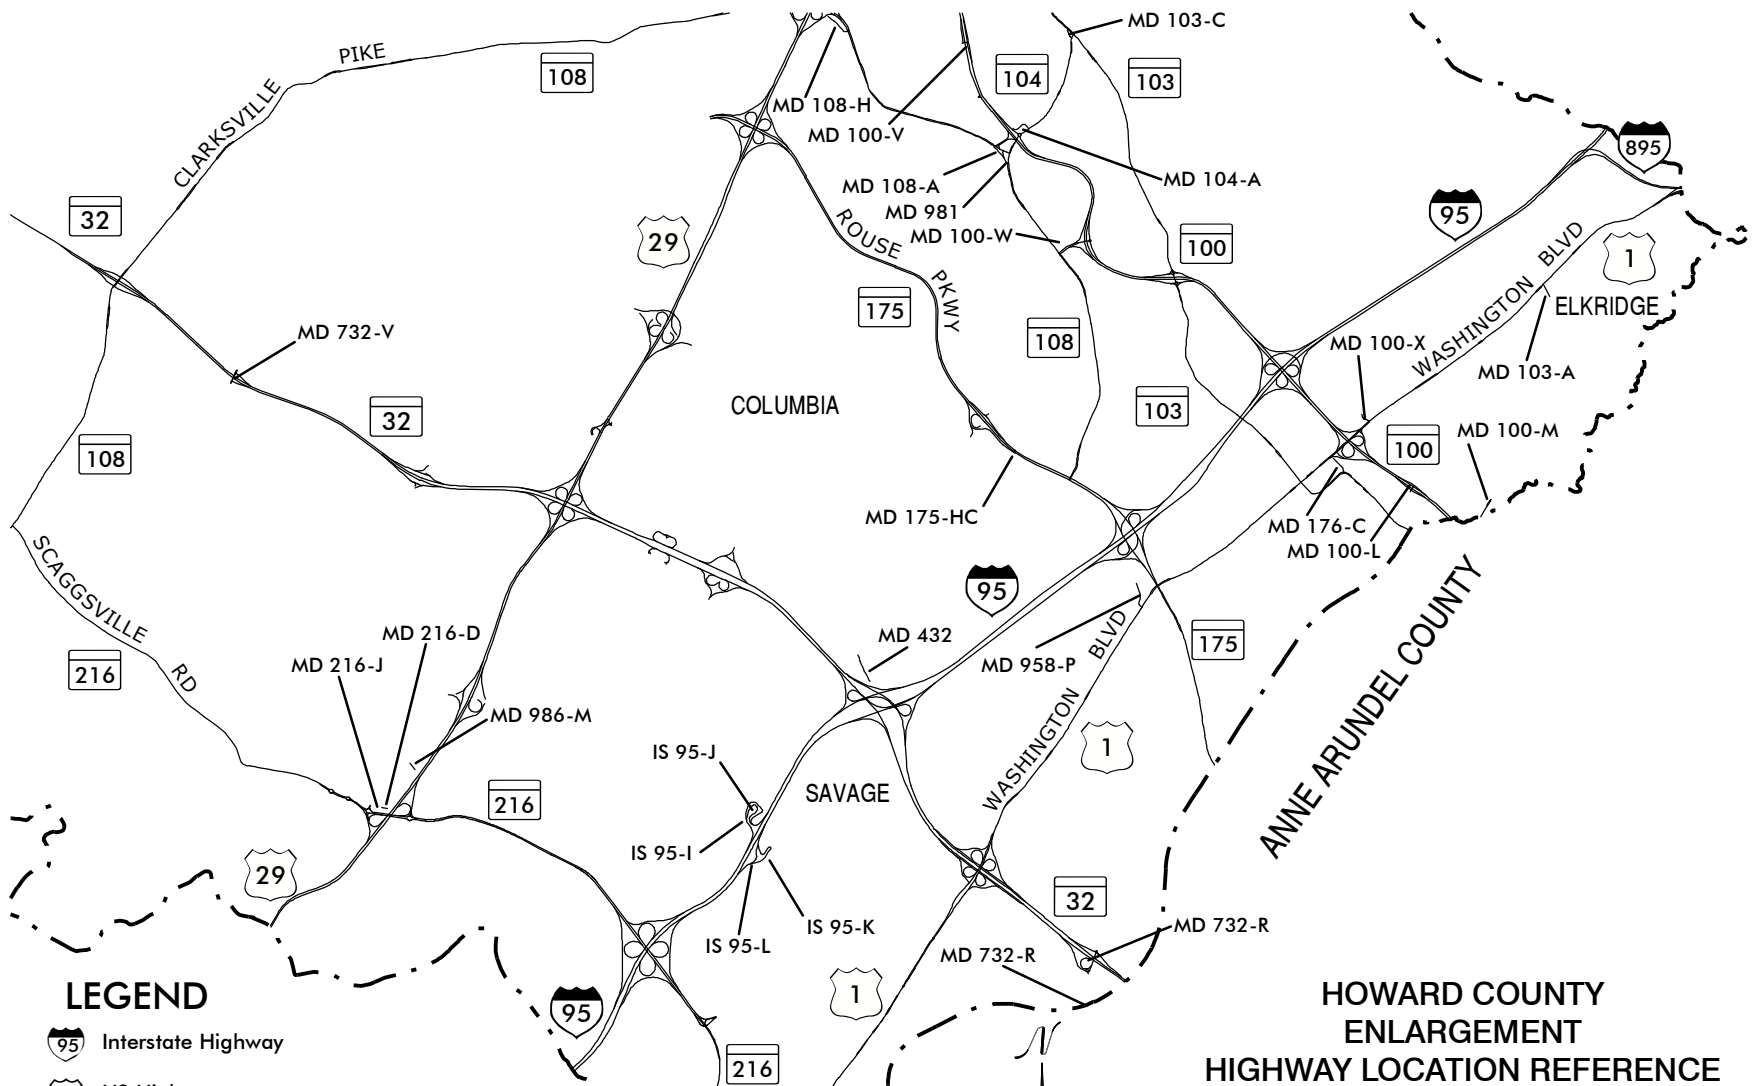 MD 103-C
PIKE
108
104
103
CLARKSVILLE
MD 108-H
MD 100-V
895
MD 108-A
MD 104-A
MD 981
32
95
29
ROUSE
MD 100-W
100
WASHINGTON BLVD
1
PKWY
175
ELKRIDGE
MD 732-V
108
MD 100-X
MD 103-A
COLUMBIA
103
32
108
MD 100-M
100
MD 175-HC
MD 176-C
MD 100-L
SCAGGSVILLE
RD
95
216
MD 216-D
MD 216-J
MD 432
MD 958-P
WASHINGTON BLVD
175
ANNE ARUNDEL COUNTY
MD 986-M
IS 95-J
1
SAVAGE
216
IS 95-I
29
32
IS 95-K
IS 95-L
MD 732-R
MD 732-R
LEGEND
95
1
95 Interstate Highway
216
HOWARD COUNTY
ENLARGEMENT
HIGHWAY LOCATION REFERENCE